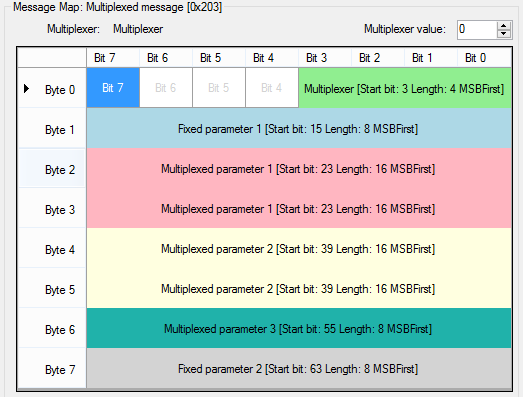 Message Map: Multiplexed message [0x203]
Multiplexer: Multiplexer Multiplexer value: 0
Bit 7 Bit 6 Bit 5 Bit 4 Bit 3 Bit 2 Bit 1 Bit 0
Byte 0 Bit 7 Bit 6 Bit 5 Bit 4 Multiplexer [Start bit: 3 Length: 4 MSBFirst]
Byte 1 Fixed parameter 1 [Start bit: 15 Length: 8 MSBFirst]
Byte 2 Multiplexed parameter 1 [Start bit: 23 Length: 16 MSBFirst]
Byte 3 Multiplexed parameter 1 [Start bit: 23 Length: 16 MSBFirst]
Byte 4 Multiplexed parameter 2 [Start bit: 39 Length: 16 MSBFirst]
Byte 5 Multiplexed parameter 2 [Start bit: 39 Length: 16 MSBFirst]
Byte 6 Multiplexed parameter 3 [Start bit: 55 Length: 8 MSBFirst]
Byte 7 Fixed parameter 2 [Start bit: 63 Length: 8 MSBFirst]